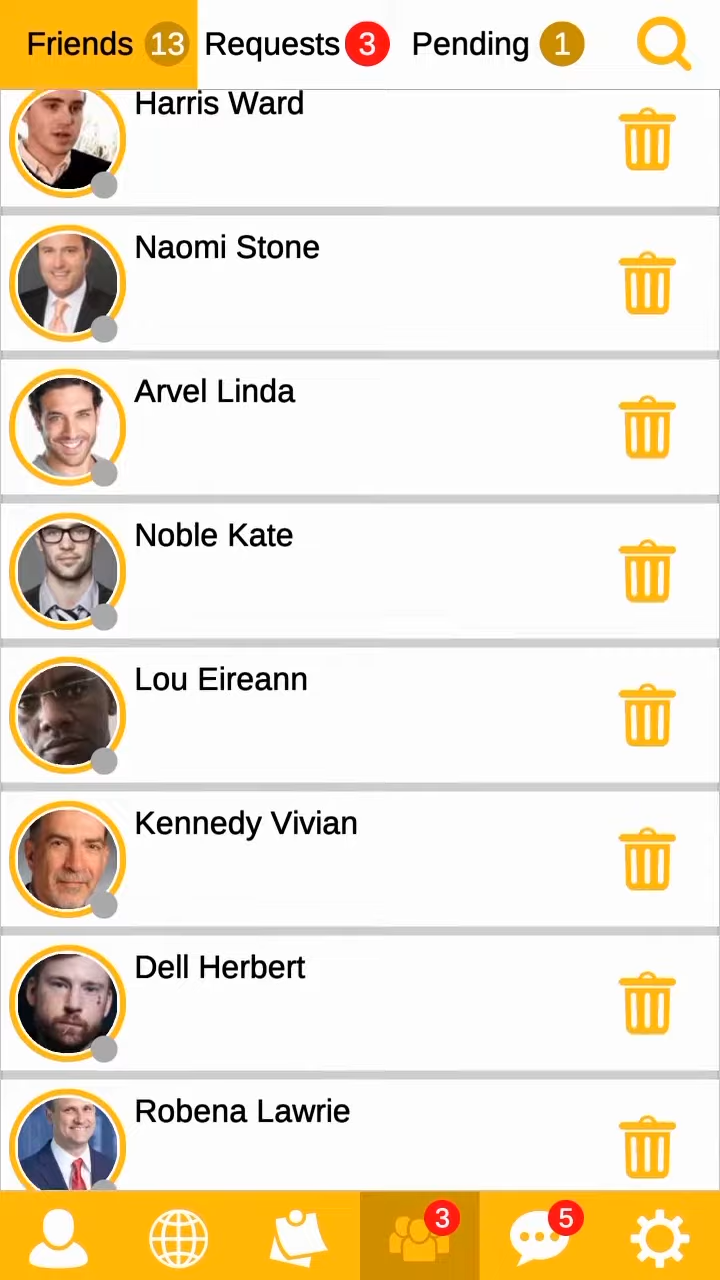 Friends 13 Requests 3 Pending 1
Harris Ward
Naomi Stone
Arvel Linda
Noble Kate
Lou Eireann
Kennedy Vivian
Dell Herbert
Robena Lawrie
3 5